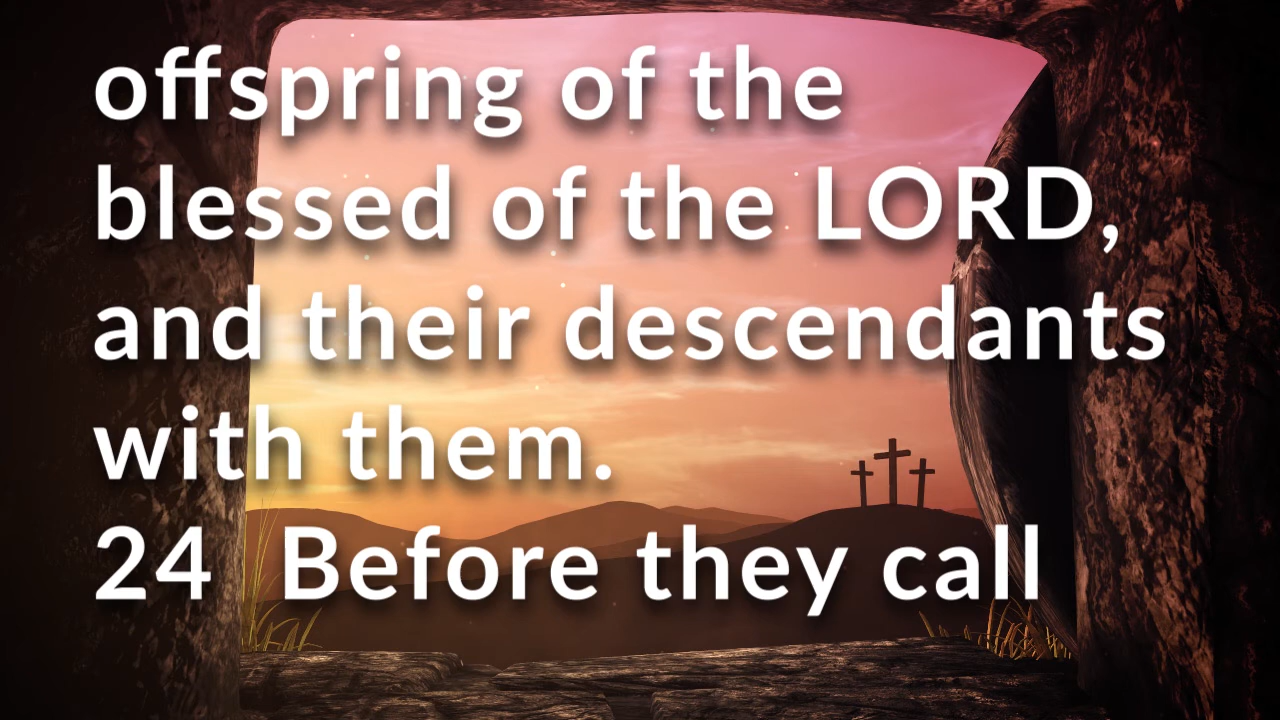 offspring of the
blessed of the LORD,
and their descendants
with them.
24 Before they call